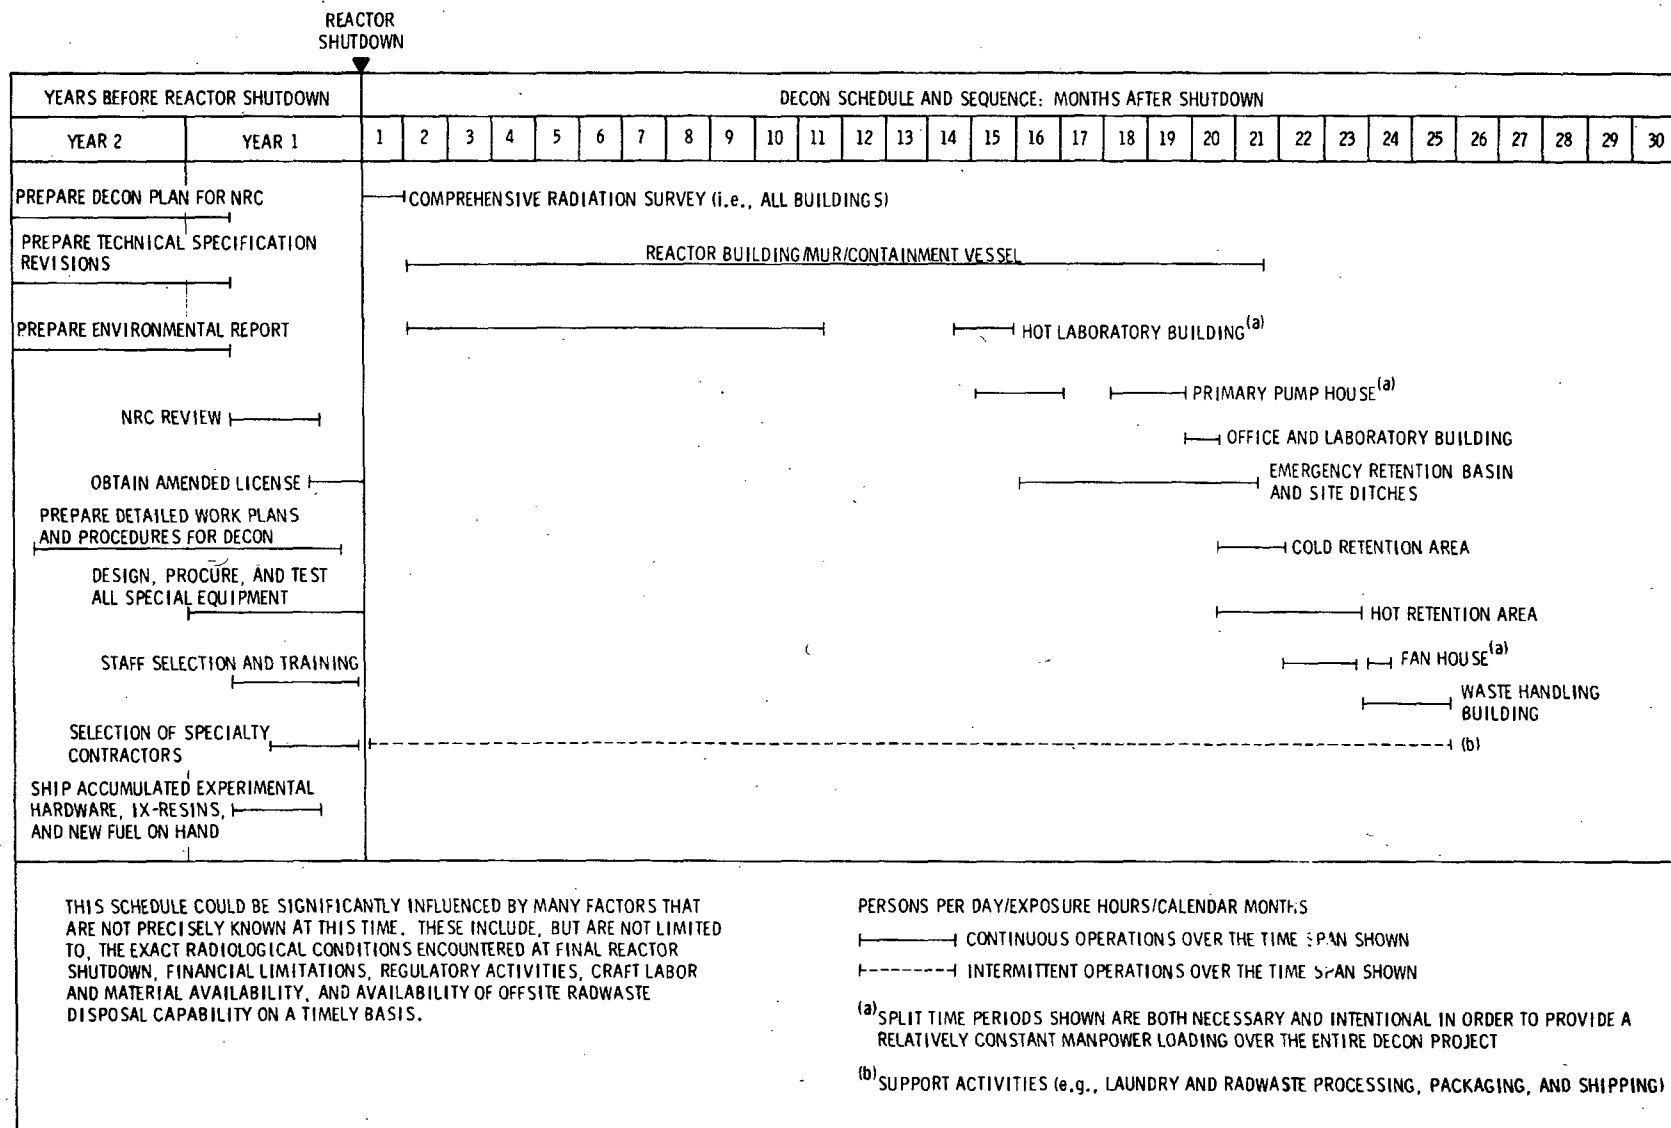 REACTOR
SHUTDOWN
YEARS BEFORE REACTOR SHUTDOWN
DECON SCHEDULE AND SEQUENCE: MONTHS AFTER SHUTDOWN
YEAR 2 YEAR 1 1 2 3 4 5 6 7 8 9 10 11 12 13 14 15 16 17 18 19 20 21 22 23 24 25 26 27 28 29 30
PREPARE DECON PLAN FOR NRC
COMPREHENSIVE RADIATION SURVEY (i.e., ALL BUILDINGS)
PREPARE TECHNICAL SPECIFICATION
REVISIONS
REACTOR BUILDING/MUR/CONTAINMENT VESSEL
PREPARE ENVIRONMENTAL REPORT
HOT LABORATORY BUILDING(a)
PRIMARY PUMP HOUSE(a)
NRC REVIEW
OFFICE AND LABORATORY BUILDING
OBTAIN AMENDED LICENSE
EMERGENCY RETENTION BASIN
AND SITE DITCHES
PREPARE DETAILED WORK PLANS
AND PROCEDURES FOR DECON
COLD RETENTION AREA
DESIGN, PROCURE, AND TEST
ALL SPECIAL EQUIPMENT
HOT RETENTION AREA
STAFF SELECTION AND TRAINING
FAN HOUSE(a)
WASTE HANDLING
BUILDING
SELECTION OF SPECIALTY
CONTRACTORS
(b)
SHIP ACCUMULATED EXPERIMENTAL
HARDWARE, IX-RESINS,
AND NEW FUEL ON HAND
THIS SCHEDULE COULD BE SIGNIFICANTLY INFLUENCED BY MANY FACTORS THAT
ARE NOT PRECISELY KNOWN AT THIS TIME. THESE INCLUDE, BUT ARE NOT LIMITED
TO, THE EXACT RADIOLOGICAL CONDITIONS ENCOUNTERED AT FINAL REACTOR
SHUTDOWN, FINANCIAL LIMITATIONS, REGULATORY ACTIVITIES, CRAFT LABOR
AND MATERIAL AVAILABILITY, AND AVAILABILITY OF OFFSITE RADWASTE
DISPOSAL CAPABILITY ON A TIMELY BASIS.
PERSONS PER DAY/EXPOSURE HOURS/CALENDAR MONTHS
CONTINUOUS OPERATIONS OVER THE TIME SPAN SHOWN
INTERMITTENT OPERATIONS OVER THE TIME SPAN SHOWN
(a)SPLIT TIME PERIODS SHOWN ARE BOTH NECESSARY AND INTENTIONAL IN ORDER TO PROVIDE A
RELATIVELY CONSTANT MANPOWER LOADING OVER THE ENTIRE DECON PROJECT
(b)SUPPORT ACTIVITIES (e.g., LAUNDRY AND RADWASTE PROCESSING, PACKAGING, AND SHIPPING)